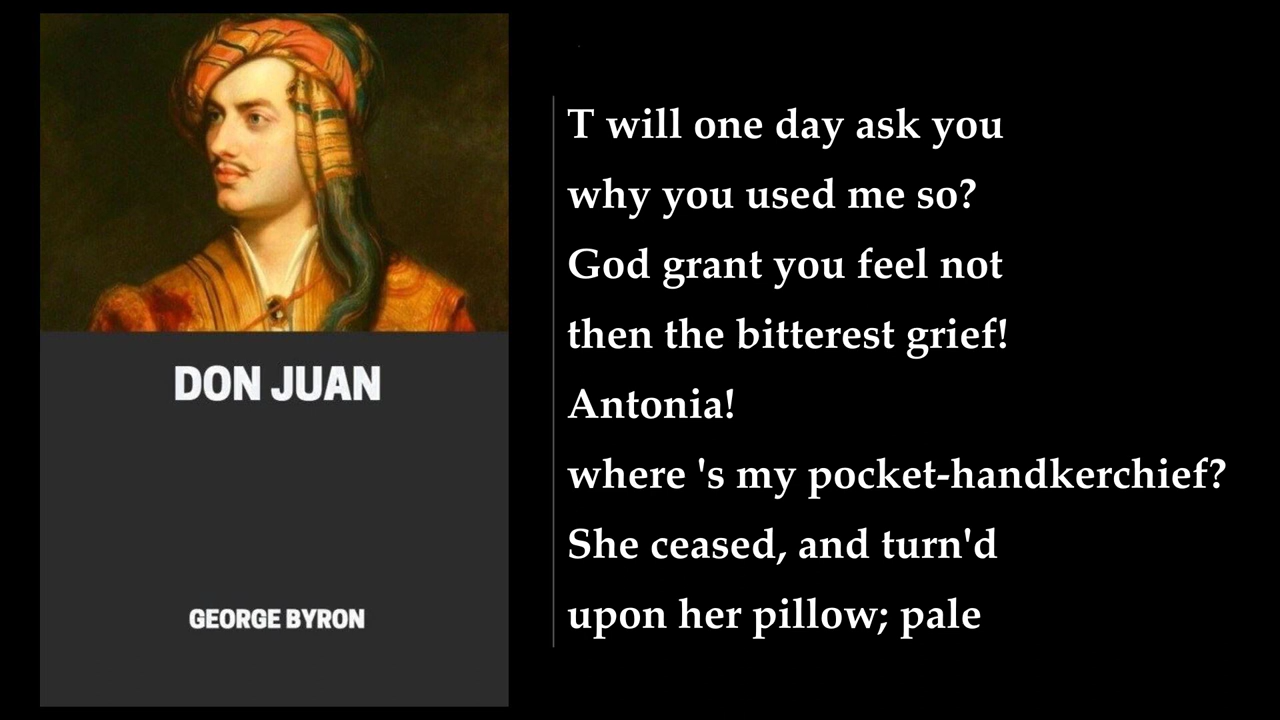 DON JUAN
GEORGE BYRON
T will one day ask you
why you used me so?
God grant you feel not
then the bitterest grief!
Antonia!
where 's my pocket-handkerchief?
She ceased, and turn'd
upon her pillow; pale